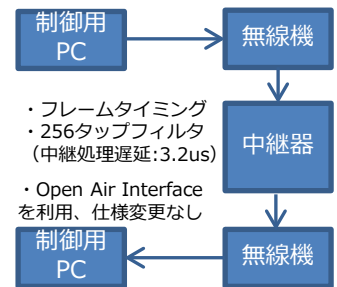 制御用
PC
無線機
・フレームタイミング
・256タップフィルタ
（中継処理遅延:3.2us）
中継器
・Open Air Interface
を利用、仕様変更なし
制御用
PC
無線機